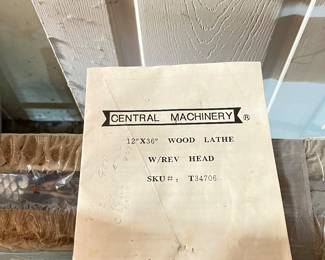 CENTRAL MACHINERY ®
12"X36" WOOD LATHE
W/REV HEAD
SKU#: T34706